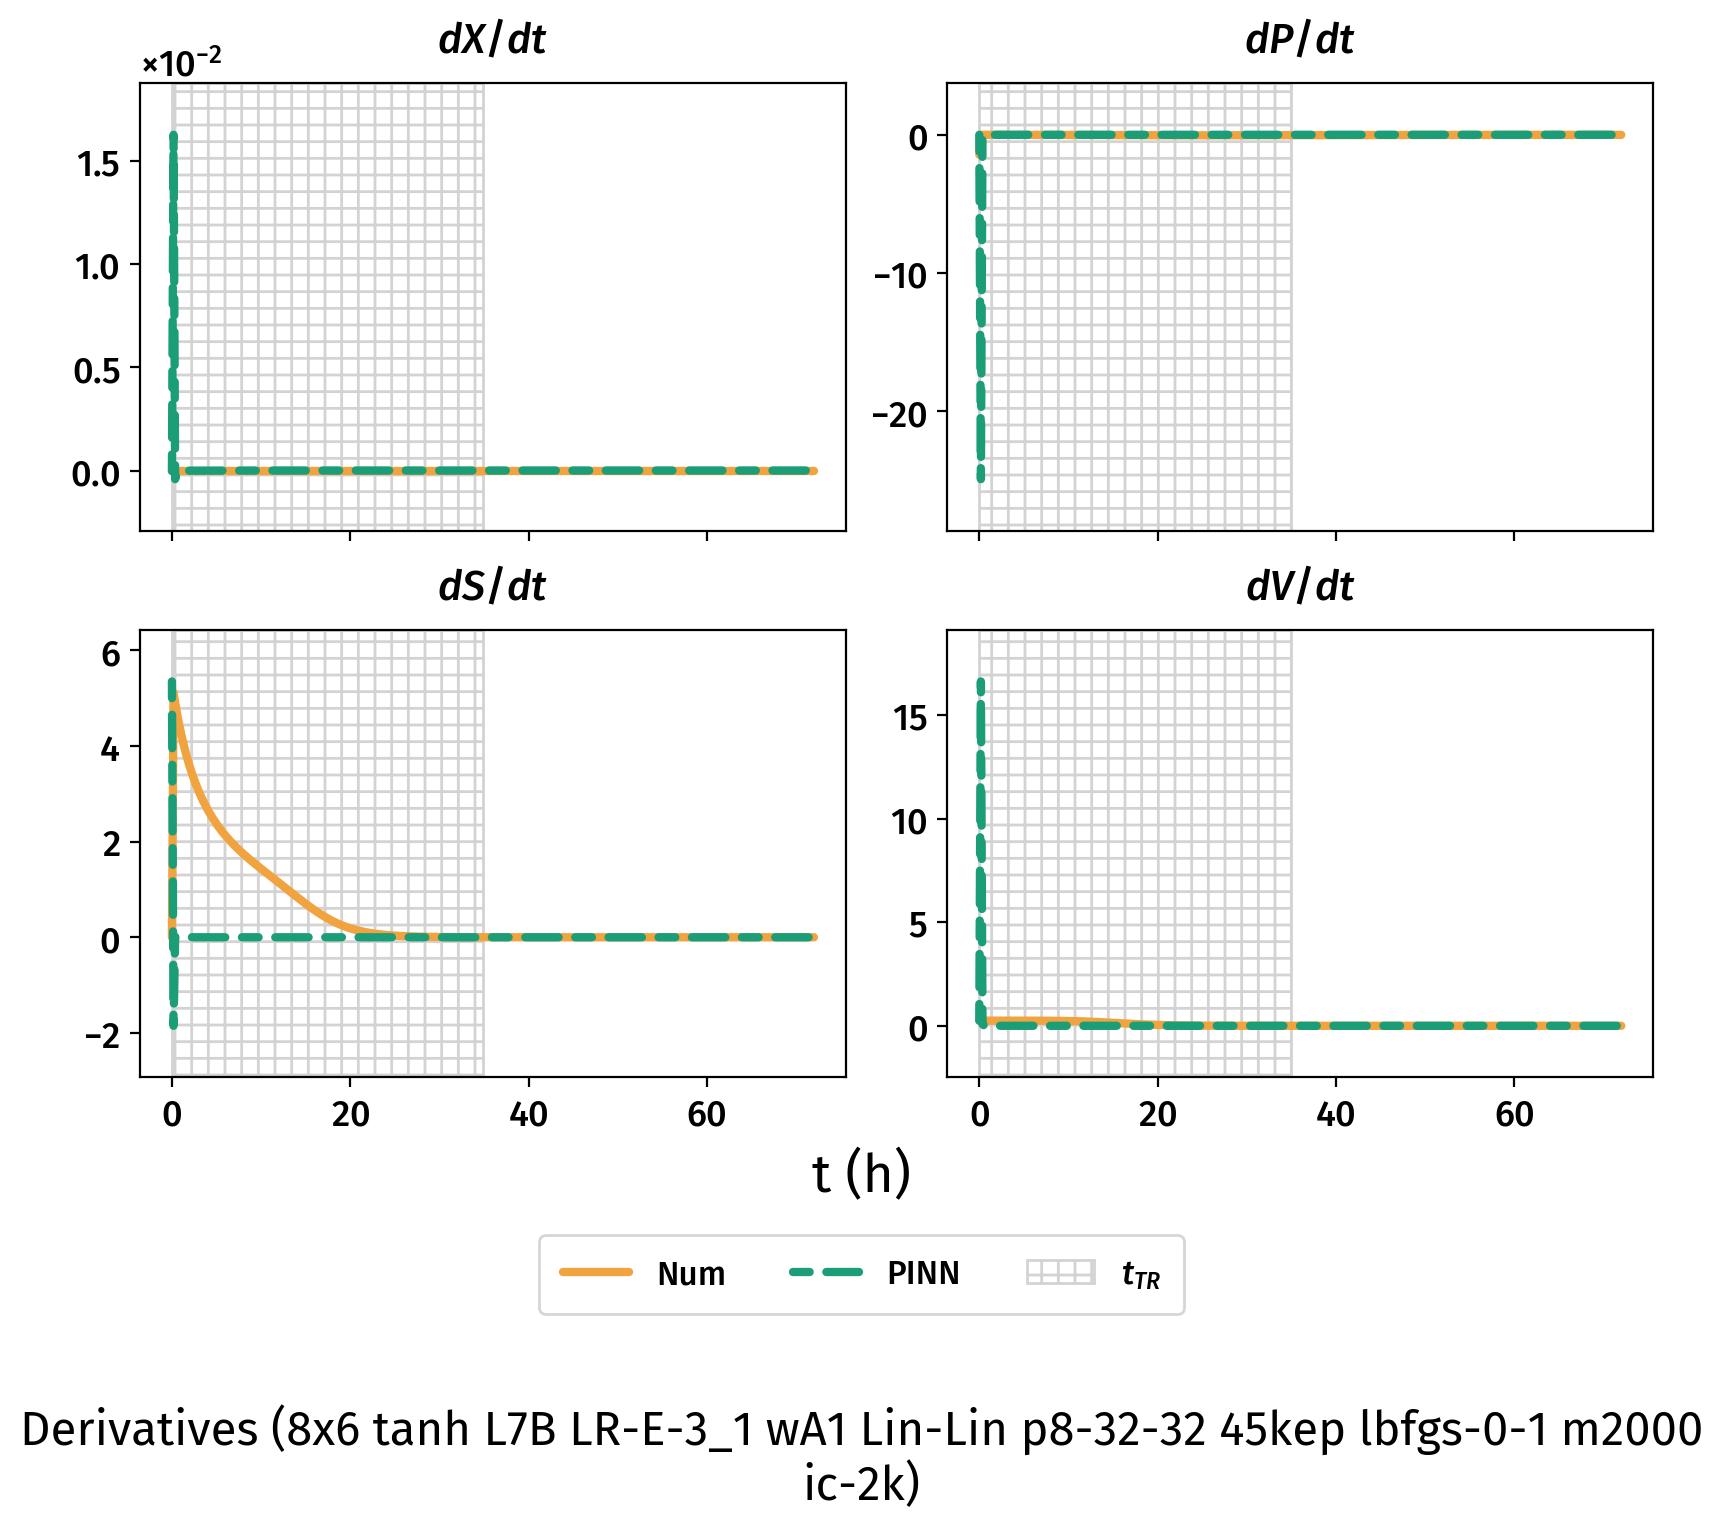 dX/dt
×10⁻²
1.5
1.0
0.5
0.0
dP/dt
0
−10
−20
dS/dt
6
4
2
0
−2
0 20 40 60
dV/dt
15
10
5
0
0 20 40 60
t (h)
Num PINN t_TR
Derivatives (8x6 tanh L7B LR-E-3_1 wA1 Lin-Lin p8-32-32 45kep lbfgs-0-1 m2000
ic-2k)